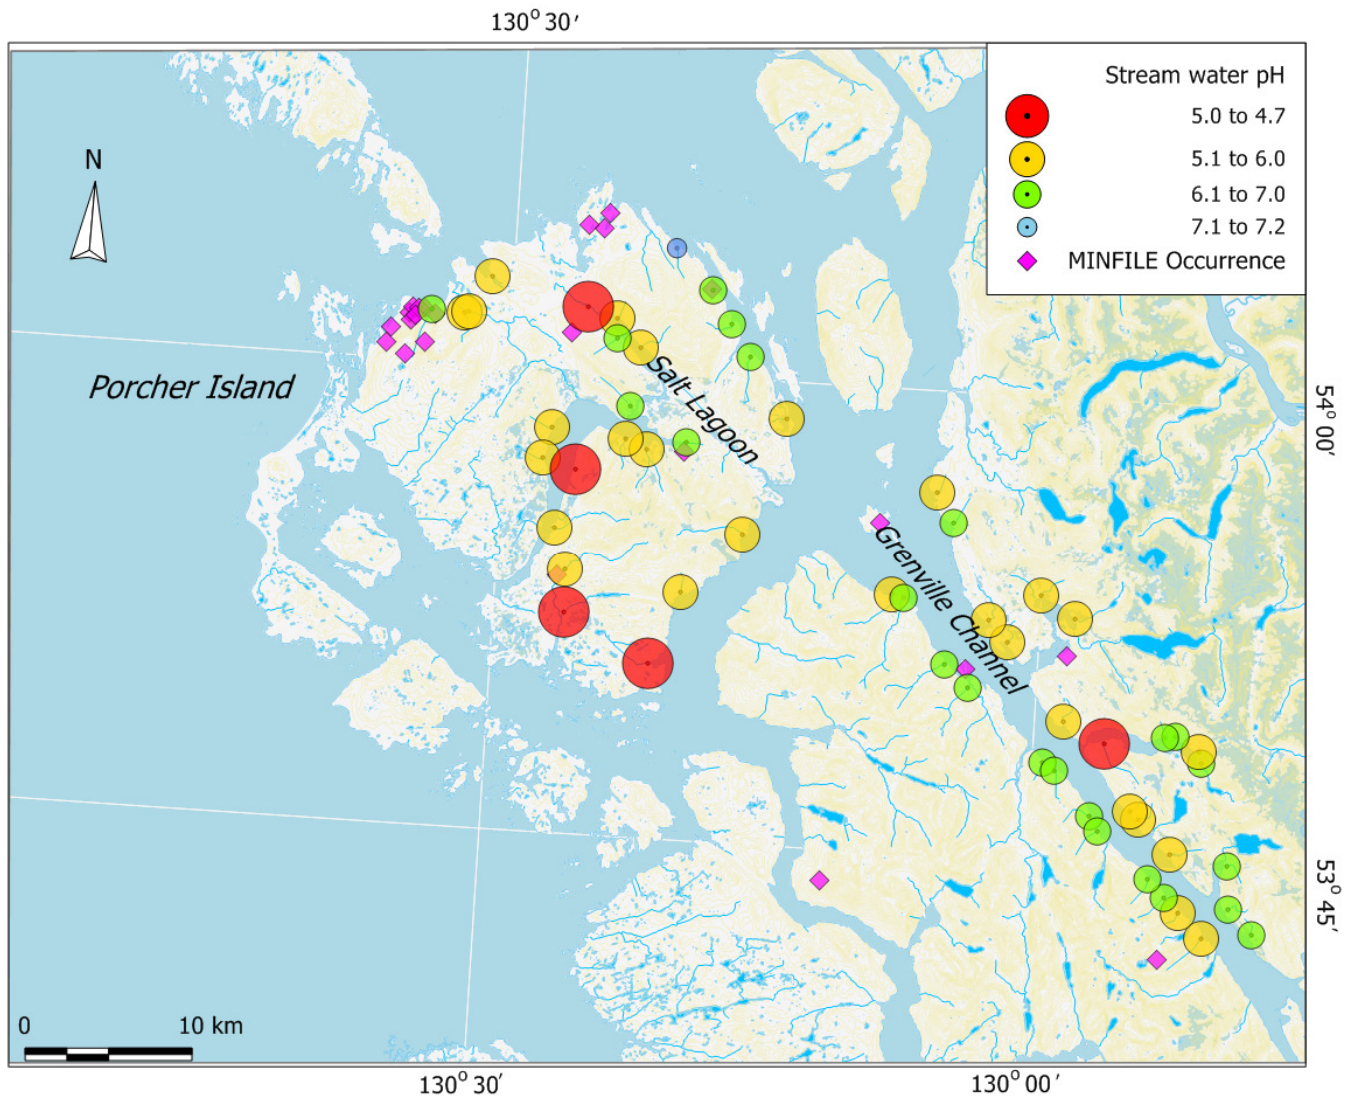 130° 30′
Stream water pH
5.0 to 4.7
5.1 to 6.0
6.1 to 7.0
7.1 to 7.2
MINFILE Occurrence
N
Porcher Island
Salt Lagoon
54° 00′
Grenville Channel
53° 45′
0 10 km
130° 30′
130° 00′